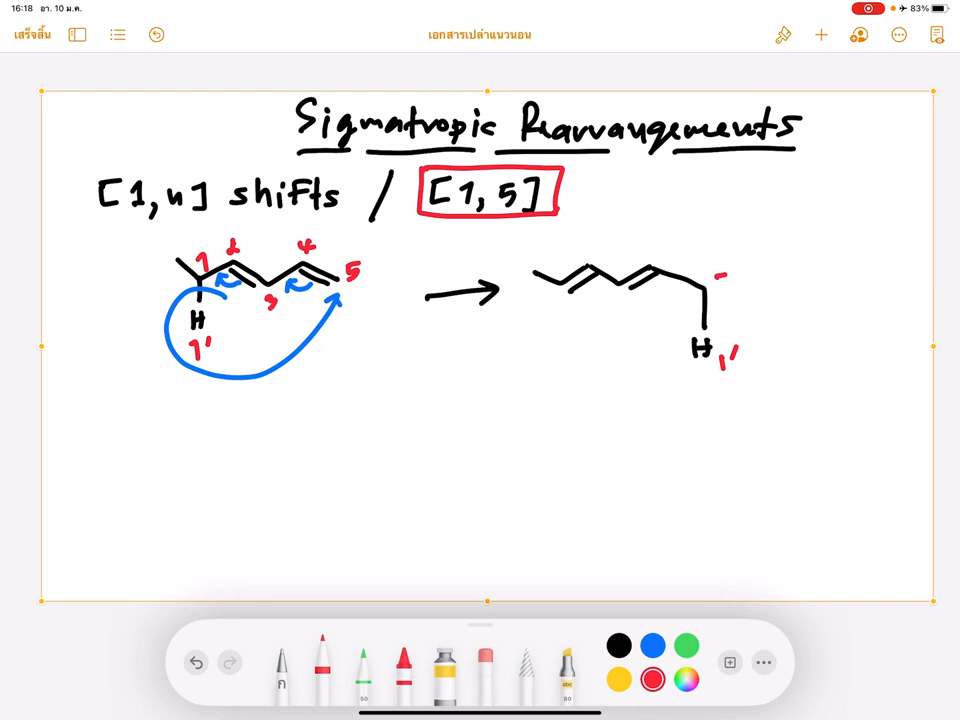 16:18 อา. 10 ม.ค.
83%
เสร็จสิ้น
เอกสารเปล่าแนวนอน
Sigmatropic Rearrangements
[1,n] shifts / [1,5]
1 2 3 4 5
H
1'
H 1'
ก
50
abc
80